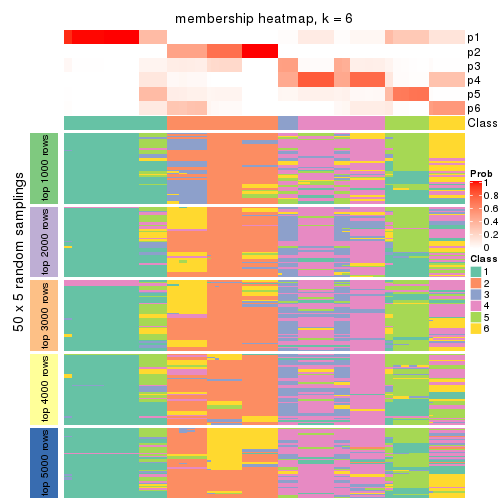 membership heatmap, k = 6
p1
p2
p3
p4
p5
p6
Class
50 x 5 random samplings
top 1000 rows
top 2000 rows
top 3000 rows
top 4000 rows
top 5000 rows
Prob
1
0.8
0.6
0.4
0.2
0
Class
1
2
3
4
5
6